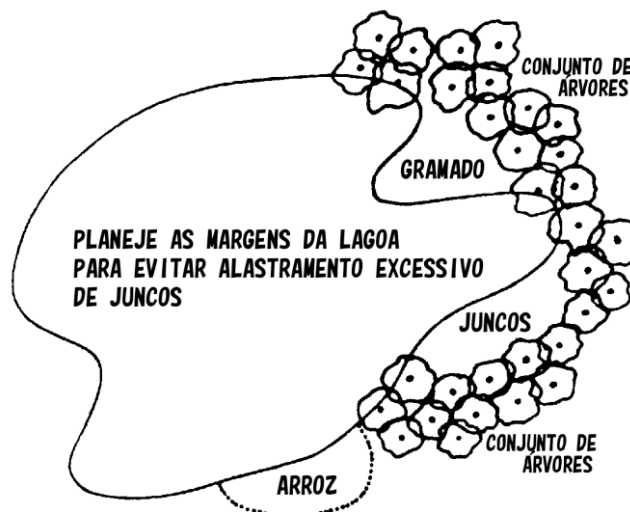 CONJUNTO DE
ÁRVORES
GRAMADO
PLANEJE AS MARGENS DA LAGOA
PARA EVITAR ALASTRAMENTO EXCESSIVO
DE JUNCOS
JUNCOS
CONJUNTO DE
ÁRVORES
ARROZ